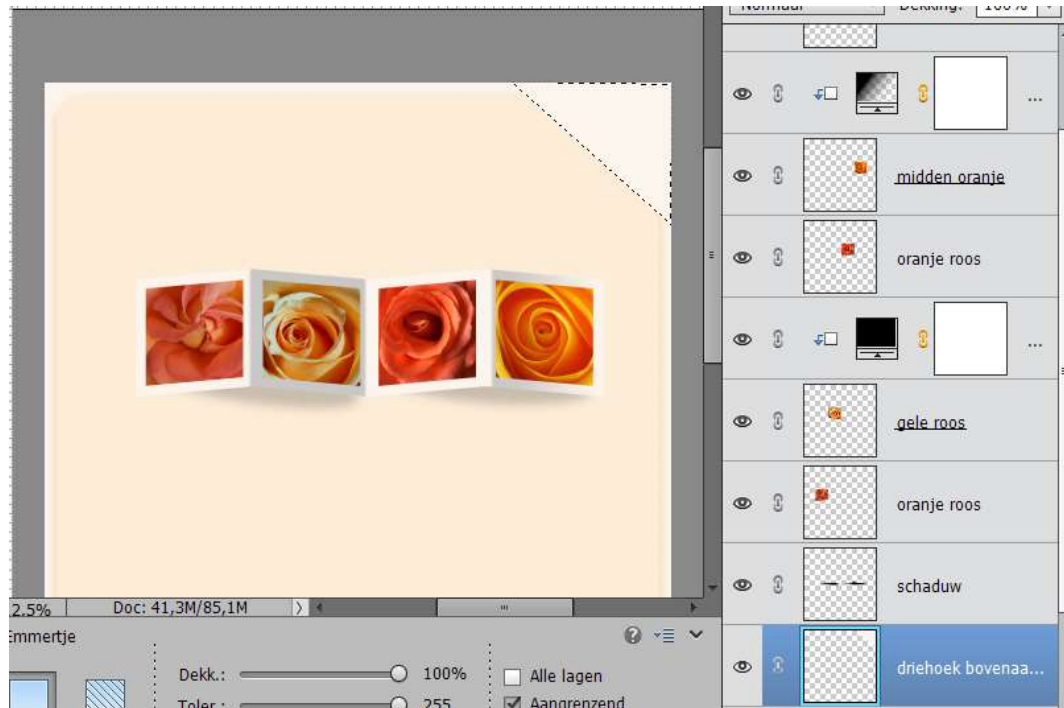 Normaal Dekking: 100%
...
midden oranje
oranje roos
...
gele roos
oranje roos
schaduw
driehoek bovenaa...
2.5% Doc: 41,3M/85,1M
Emmertje
Dekk.: 100% Alle lagen
Toler.: 255 Aangrenzend